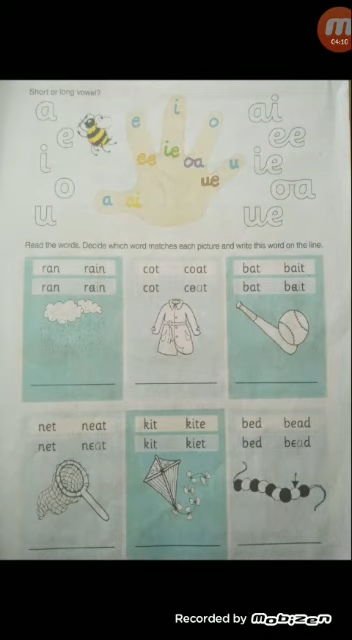 04:10
Short or long vowel?
a
e
i
o
u
a
e
i
o
u
ai
ee
ie
oa
ue
ai
ee
ie
oa
ue
Read the words. Decide which word matches each picture and write this word on the line.
ran rain
ran rain
cot coat
cot coat
bat bait
bat bait
net neat
net neat
kit kite
kit kiet
bed bead
bed bead
Recorded by Mobizen